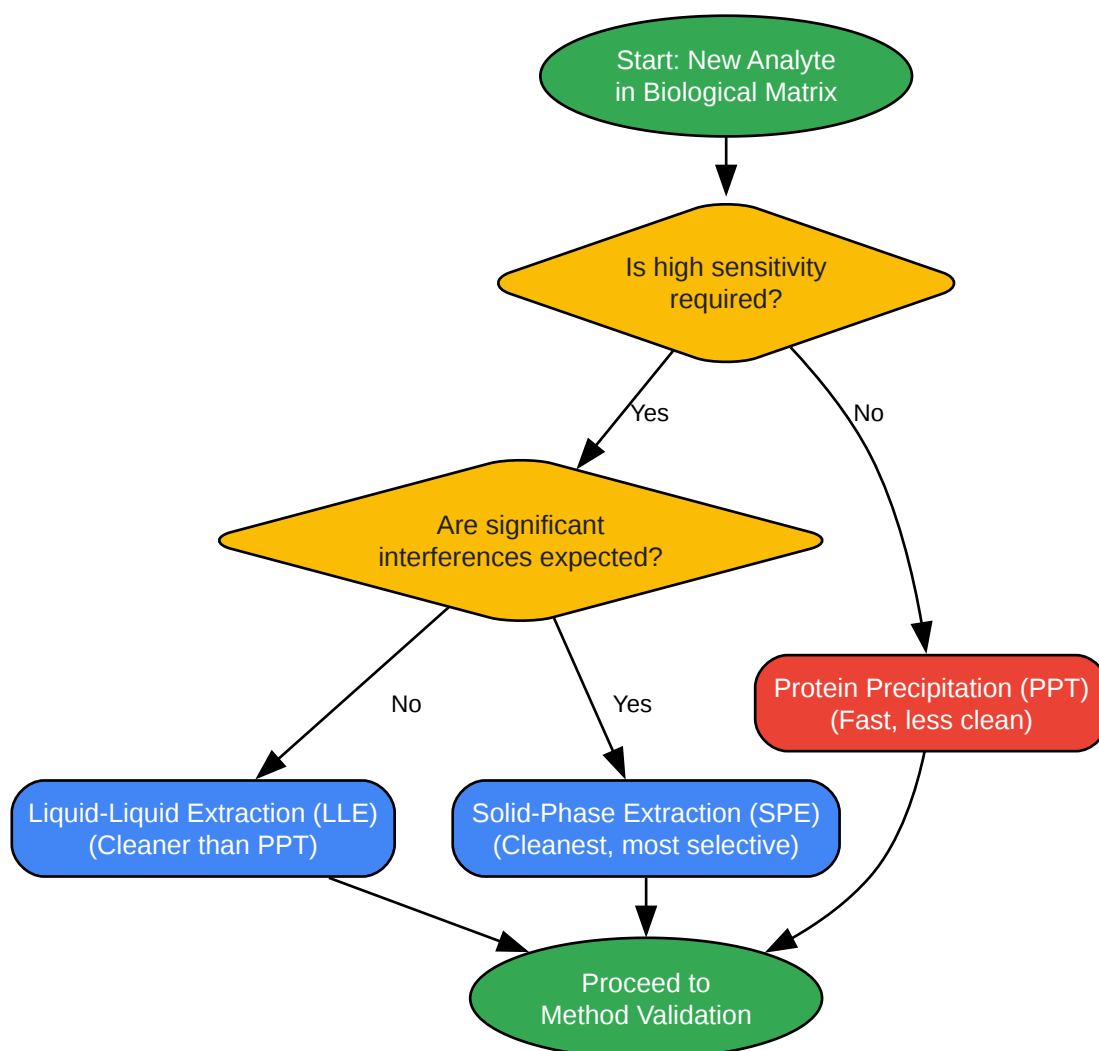 Start: New Analyte
in Biological Matrix
Is high sensitivity
required?
Yes
No
Are significant
interferences expected?
No
Yes
Protein Precipitation (PPT)
(Fast, less clean)
Liquid-Liquid Extraction (LLE)
(Cleaner than PPT)
Solid-Phase Extraction (SPE)
(Cleanest, most selective)
Proceed to
Method Validation